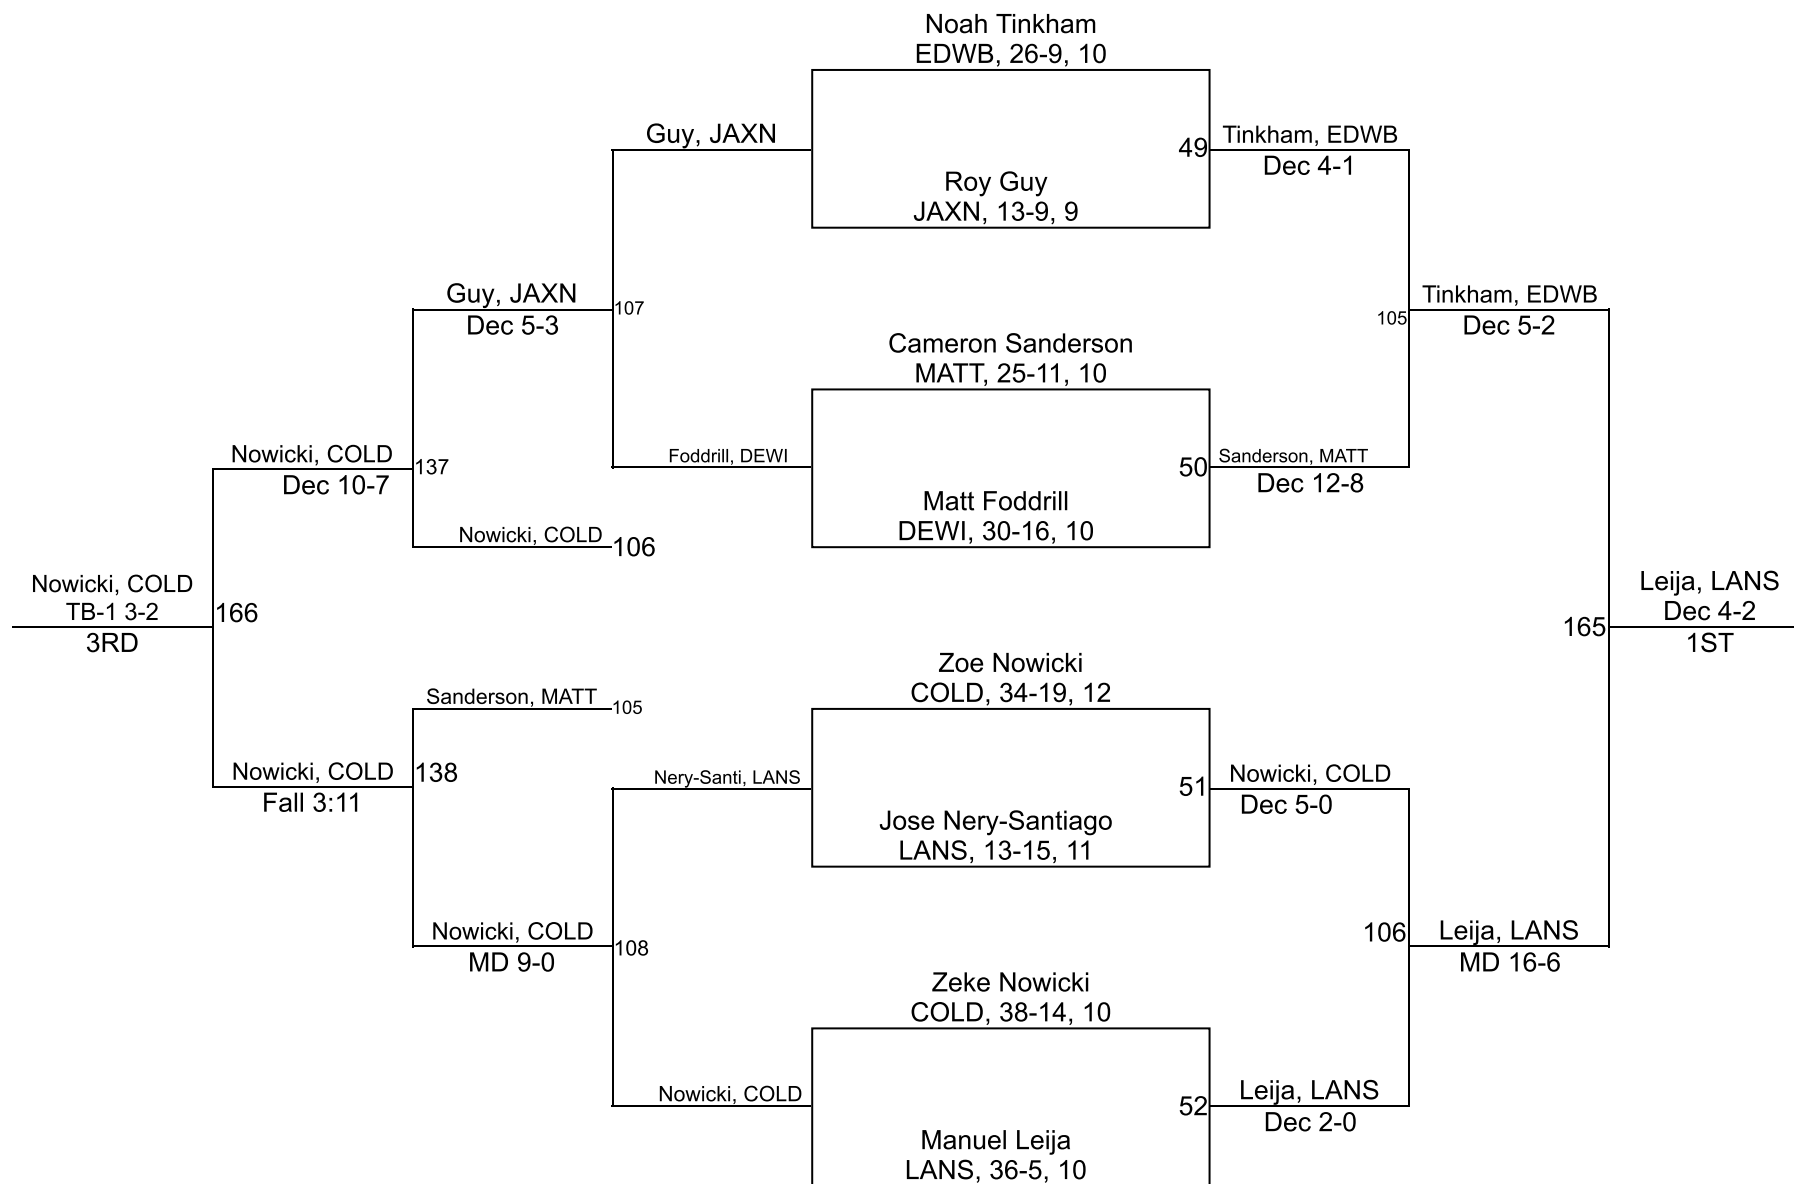 Noah Tinkham
EDWB, 26-9, 10
Guy, JAXN
49
Tinkham, EDWB
Dec 4-1
Roy Guy
JAXN, 13-9, 9
Guy, JAXN
Dec 5-3
107
Tinkham, EDWB
Dec 5-2
105
Cameron Sanderson
MATT, 25-11, 10
Nowicki, COLD
Dec 10-7
137
Foddrill, DEWI
50
Sanderson, MATT
Dec 12-8
Matt Foddrill
DEWI, 30-16, 10
Nowicki, COLD
106
Nowicki, COLD
TB-1 3-2
3RD
166
165
Leija, LANS
Dec 4-2
1ST
Zoe Nowicki
COLD, 34-19, 12
Sanderson, MATT
105
Nowicki, COLD
Fall 3:11
138
Nery-Santi, LANS
51
Nowicki, COLD
Dec 5-0
Jose Nery-Santiago
LANS, 13-15, 11
Nowicki, COLD
MD 9-0
108
106
Leija, LANS
MD 16-6
Zeke Nowicki
COLD, 38-14, 10
Nowicki, COLD
52
Leija, LANS
Dec 2-0
Manuel Leija
LANS, 36-5, 10